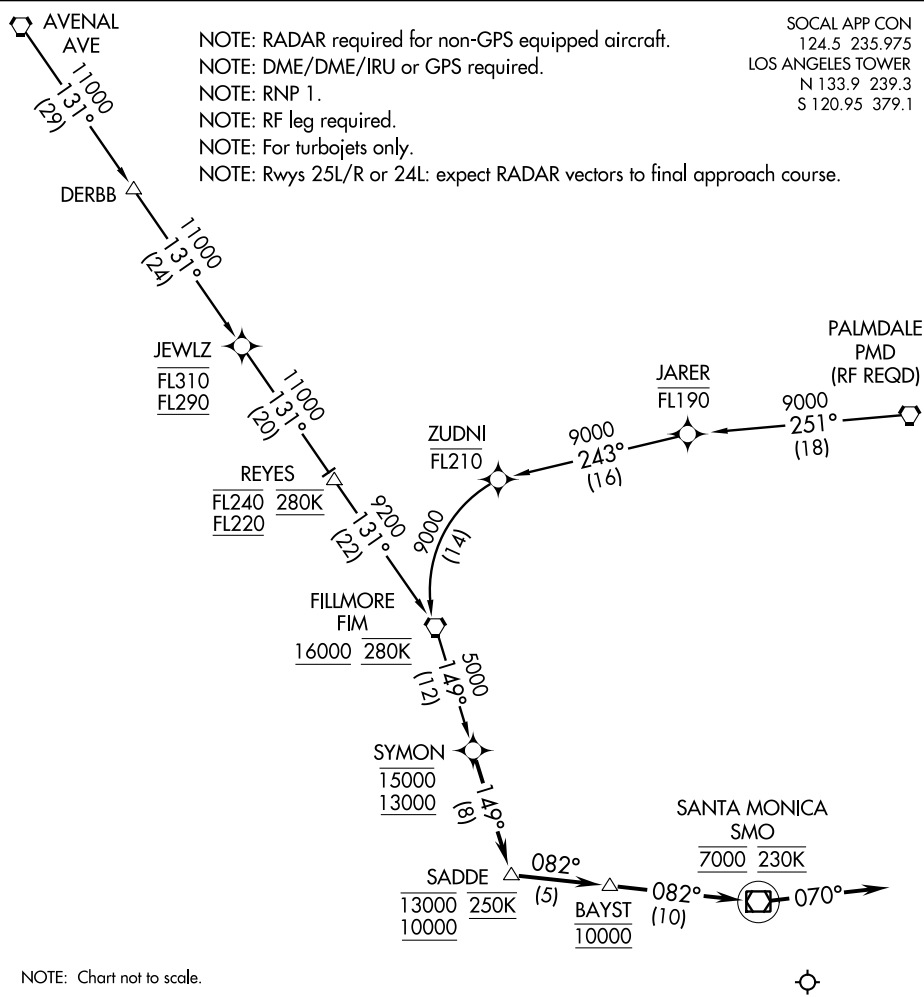 AVENAL
AVE
NOTE: RADAR required for non-GPS equipped aircraft.
NOTE: DME/DME/IRU or GPS required.
NOTE: RNP 1.
NOTE: RF leg required.
NOTE: For turbojets only.
NOTE: Rwys 25L/R or 24L: expect RADAR vectors to final approach course.
SOCAL APP CON
124.5 235.975
LOS ANGELES TOWER
N 133.9 239.3
S 120.95 379.1
11000
131°
(29)
DERBB
11000
131°
(24)
JEWLZ
FL310
FL290
11000
131°
(20)
REYES
FL240 280K
FL220
9200
131°
(22)
PALMDALE
PMD
(RF REQD)
9000
251°
(18)
JARER
FL190
9000
243°
(16)
ZUDNI
FL210
9000
(14)
FILLMORE
FIM
16000 280K
5000
149°
(12)
SYMON
15000
13000
149°
(8)
SADDE
13000 250K
10000
082°
(5)
BAYST
10000
082°
(10)
SANTA MONICA
SMO
7000 230K
070°
NOTE: Chart not to scale.